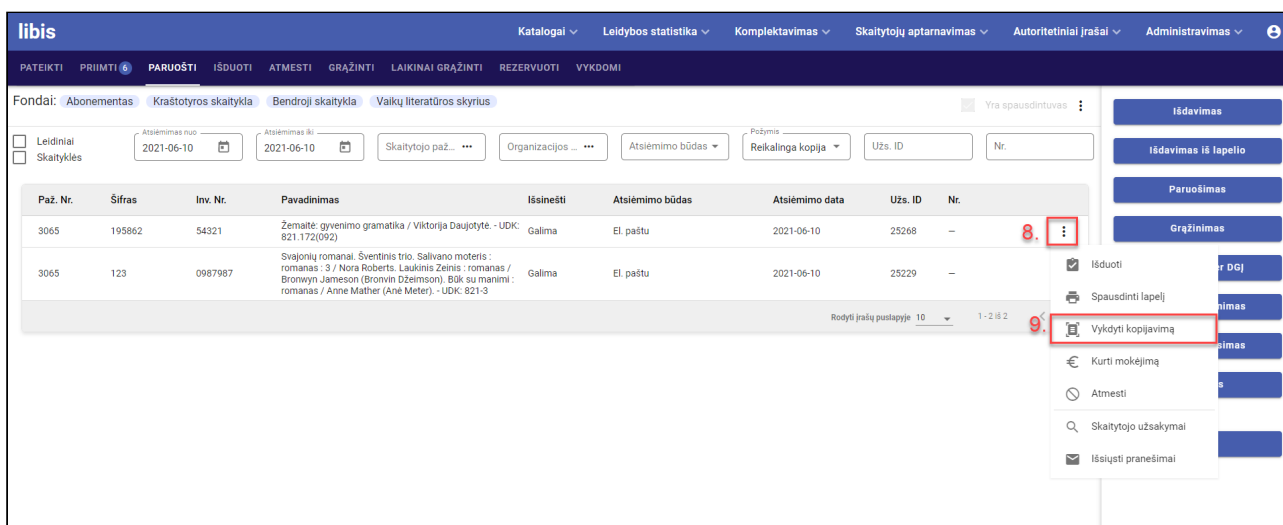 libis
Katalogai Leidybos statistika Komplektavimas Skaitytojų aptarnavimas Autoritetiniai įrašai Administravimas
PATEIKTI PRIIMTI 6 PARUOŠTI IŠDUOTI ATMESTI GRĄŽINTI LAIKINAI GRĄŽINTI REZERVUOTI VYKDOMI
Fondai: Abonementas Kraštotyros skaitykla Bendroji skaitykla Vaikų literatūros skyrius Yra spausdintuvas
Išdavimas
Leidiniai
Skaityklės
Atsiėmimas nuo
2021-06-10
Atsiėmimas iki
2021-06-10
Skaitytojo paž... •••
Organizacijos ... •••
Atsiėmimo būdas
Požymis
Reikalinga kopija
Užs. ID
Nr.
Išdavimas iš lapelio
Paruošimas
Paž. Nr. Šifras Inv. Nr. Pavadinimas Išsinešti Atsiėmimo būdas Atsiėmimo data Užs. ID Nr.
Grąžinimas
3065 195862 54321 Žemaitė: gyvenimo gramatika / Viktorija Daujotytė. - UDK: 821.172(092) Galima El. paštu 2021-06-10 25268 – 8.
3065 123 0987987 Svajonių romanai. Šventinis trio. Salivano moteris :
romanas : 3 / Nora Roberts. Laukinis Zeinis : romanas /
Bronwyn Jameson (Bronvin Džeimson). Būk su manimi :
romanas / Anne Mather (Anė Meter). - UDK: 821-3
Galima El. paštu 2021-06-10 25229 –
Rodyti įrašų puslapyje 10 1 - 2 iš 2
Išduoti
Spausdinti lapelį
9. Vykdyti kopijavimą
Kurti mokėjimą
Atmesti
Skaitytojo užsakymai
Išsiųsti pranešimai